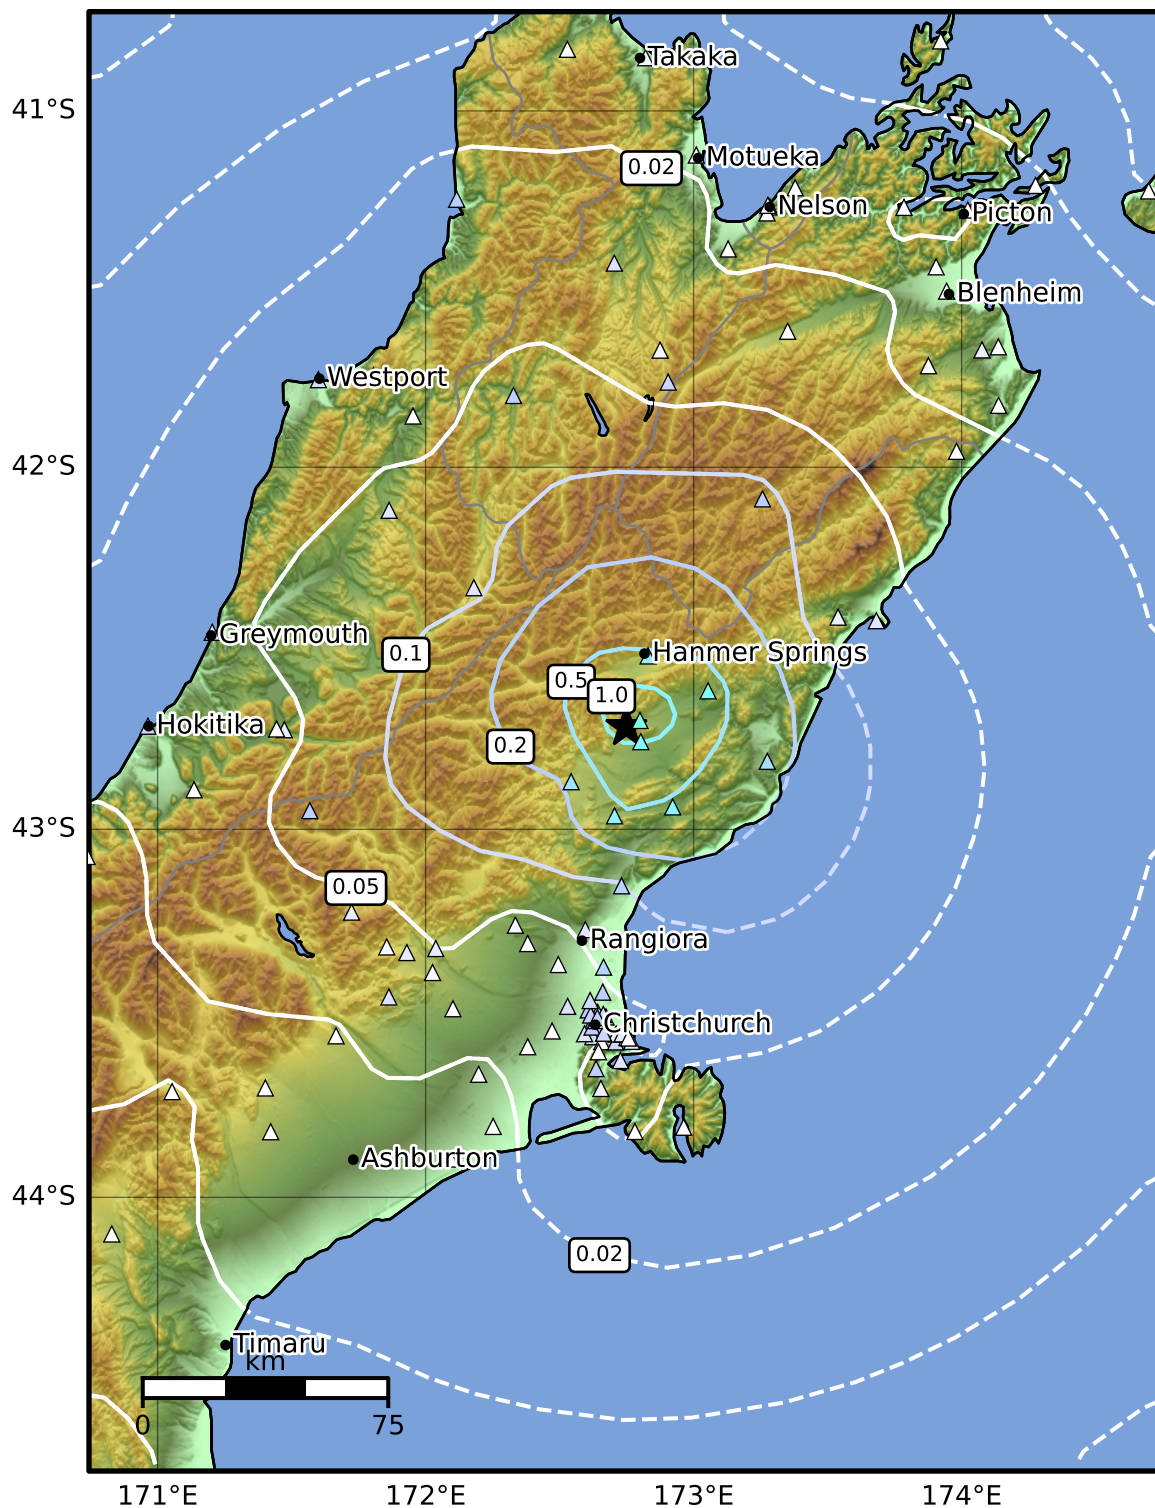 Takaka
41°S
Motueka
0.02
Nelson
Picton
Blenheim
Westport
42°S
Greymouth
0.1
Hanmer Springs
0.5
1.0
Hokitika
0.2
43°S
0.05
Rangiora
Christchurch
Ashburton
44°S
0.02
Timaru
km
0 75
171°E 172°E 173°E 174°E